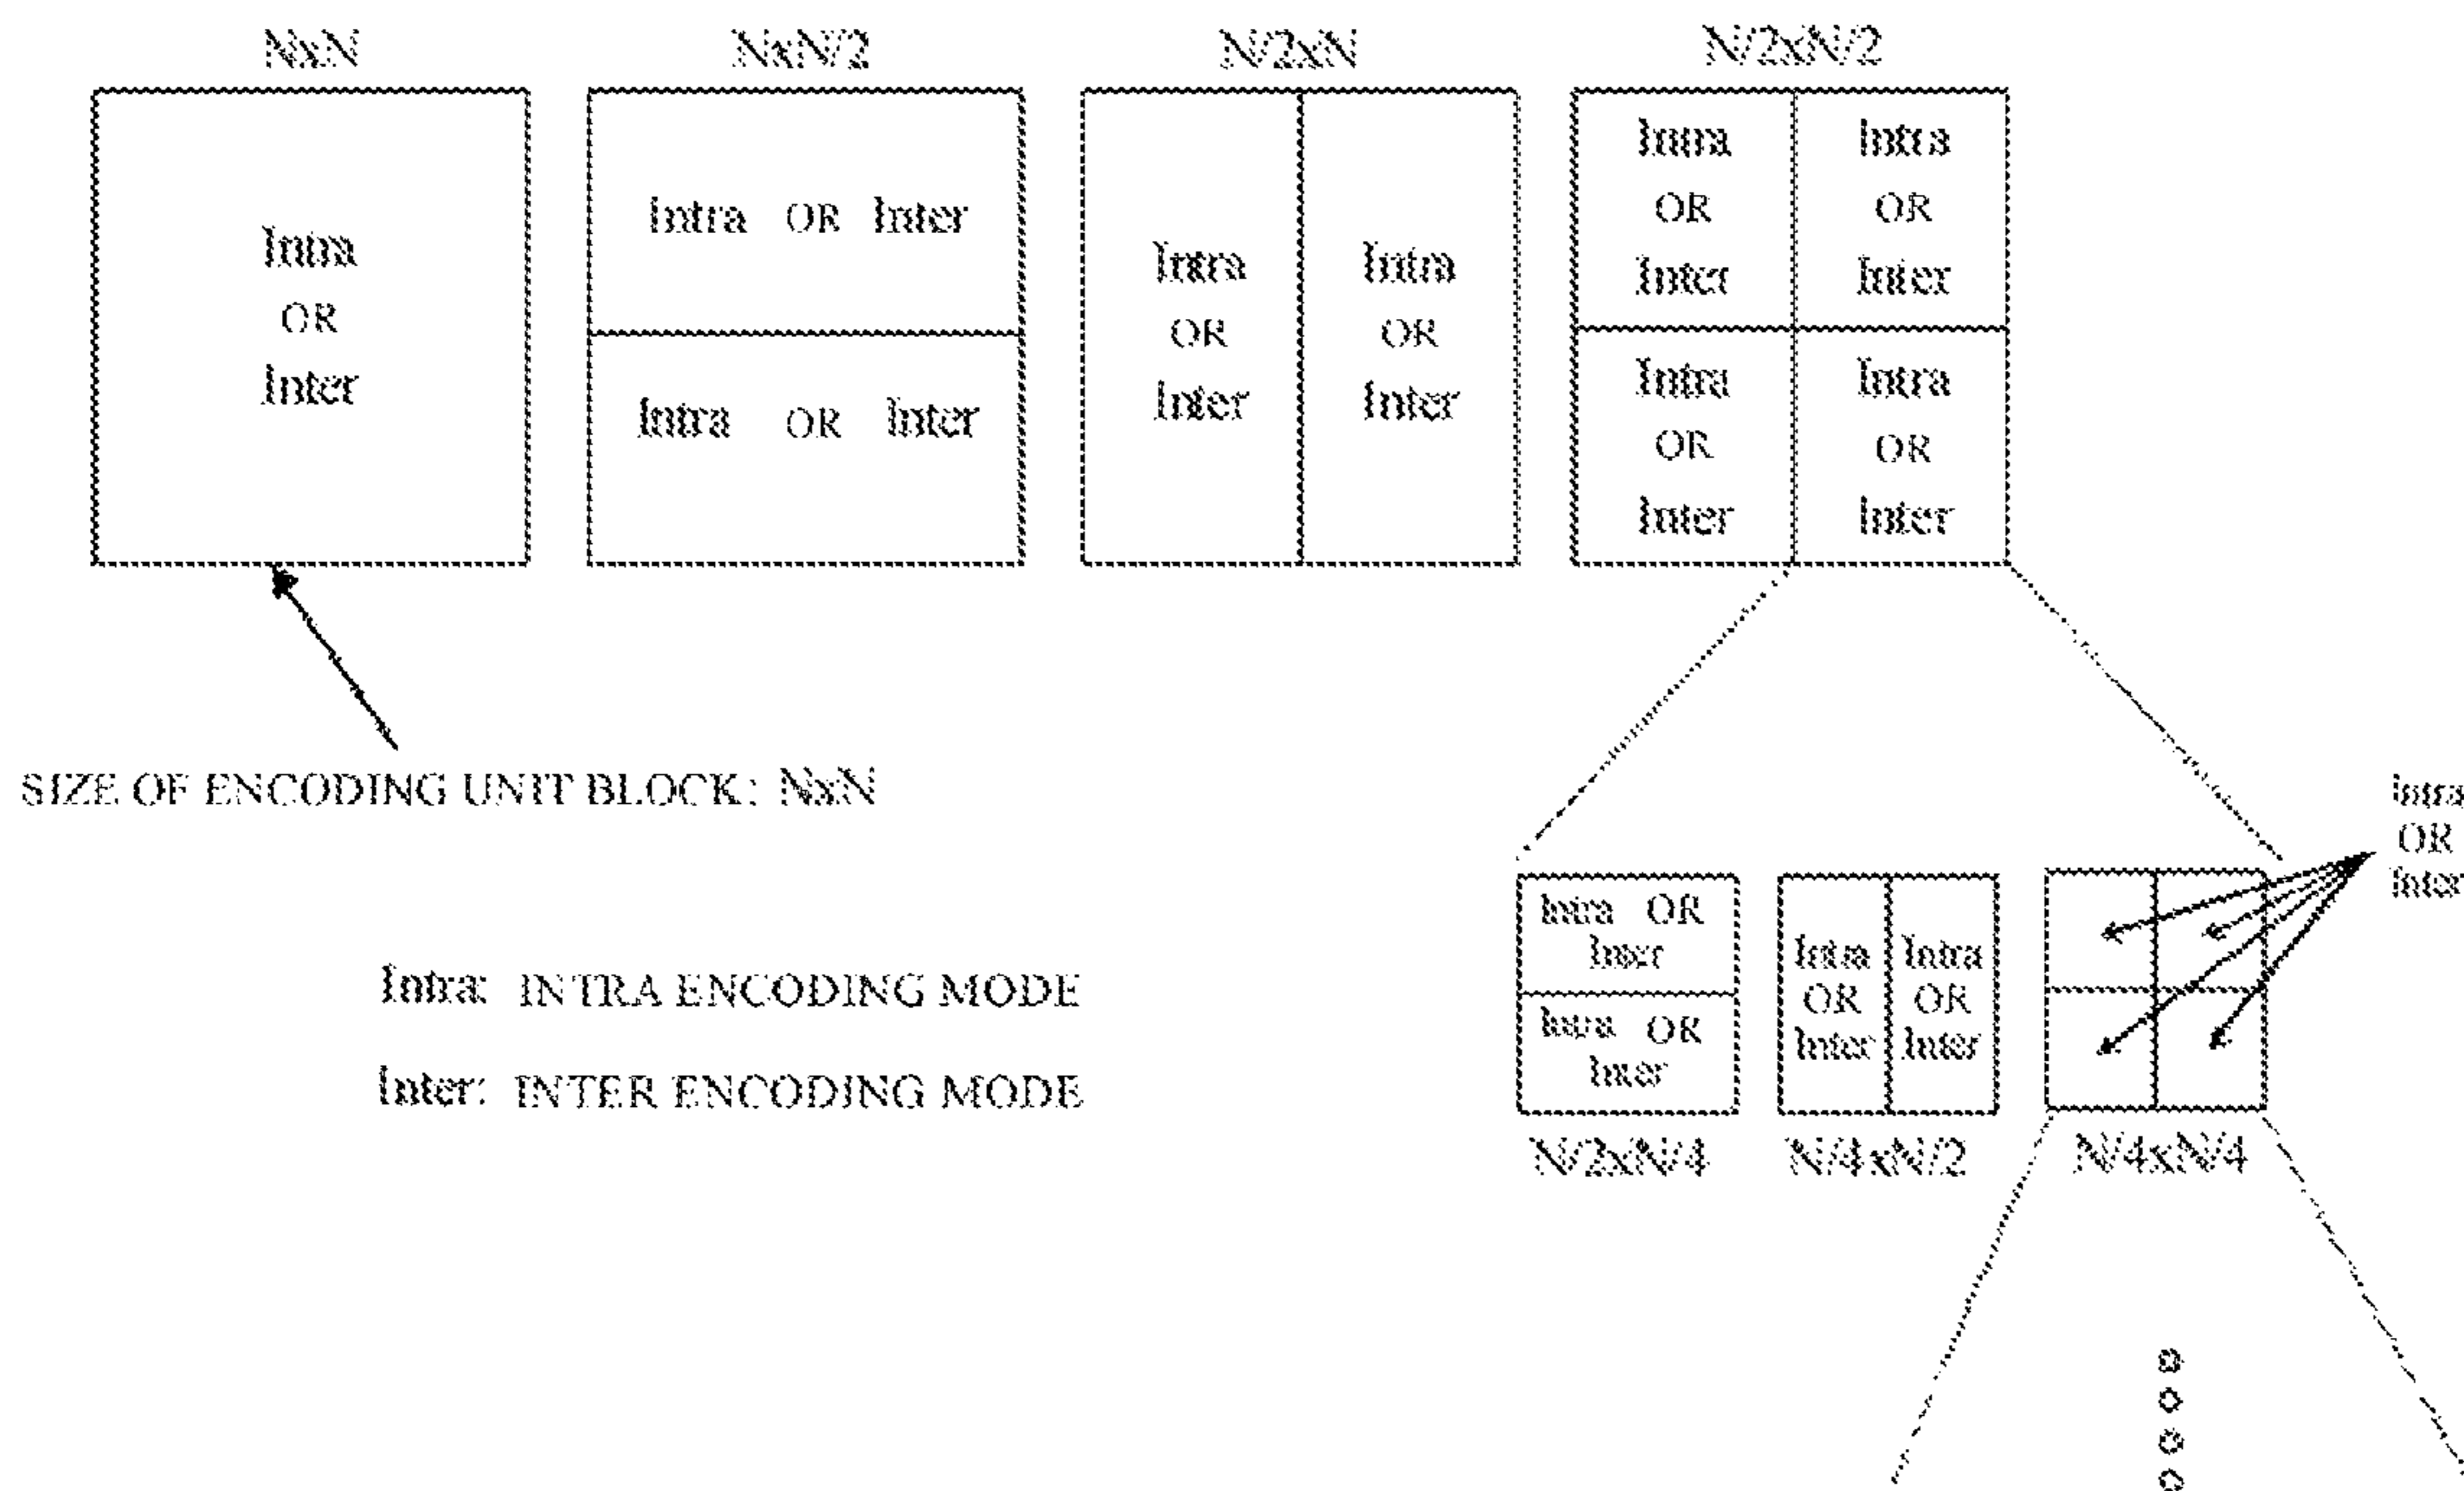 NxN
NxN/2
N/2xN
N/2xN/2
Intra
OR
Inter
Intra OR Inter
Intra OR Inter
Intra
OR
Inter
Intra
OR
Inter
Intra
OR
Inter
Intra
OR
Inter
Intra
OR
Inter
Intra
OR
Inter
SIZE OF ENCODING UNIT BLOCK: NxN
Intra
OR
Inter
Intra OR
Inter
Intra OR
Inter
Intra
OR
Inter
Intra
OR
Inter
N/2xN/4
N/4xN/2
N/4xN/4
Intra: INTRA ENCODING MODE
Inter: INTER ENCODING MODE